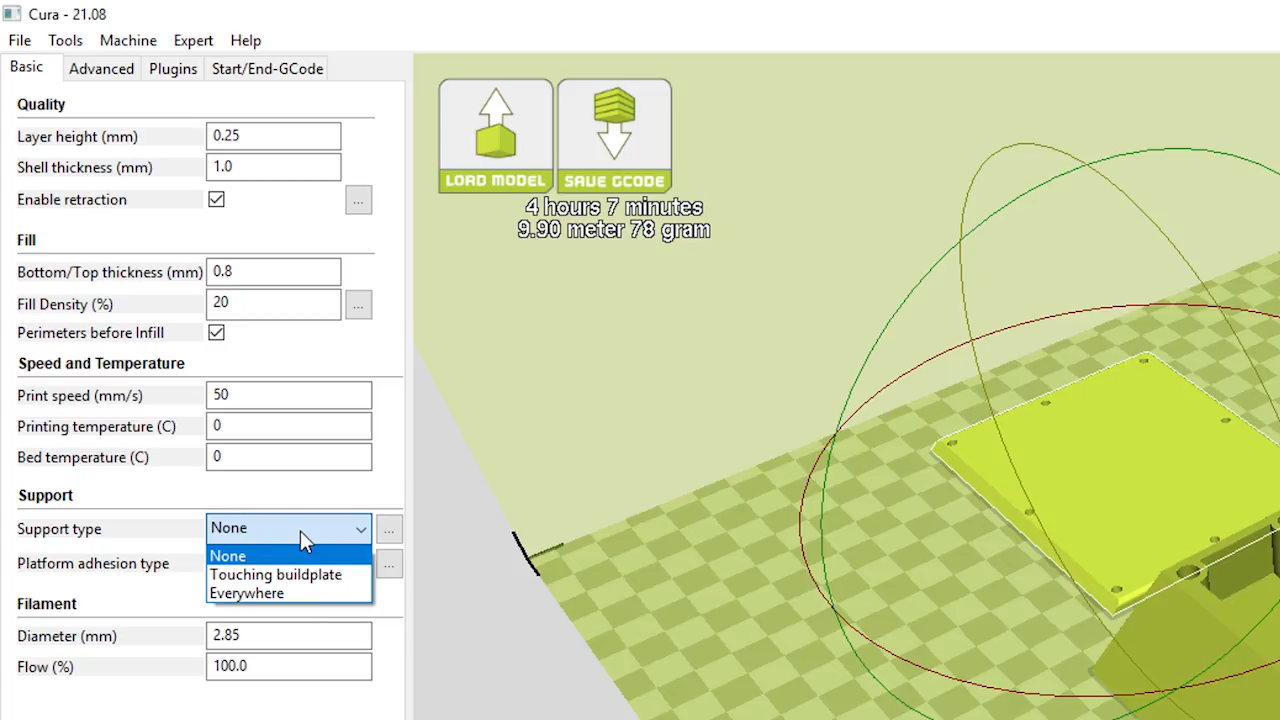 Cura - 21.08
File Tools Machine Expert Help
Basic Advanced Plugins Start/End-GCode
Quality
Layer height (mm) 0.25
Shell thickness (mm) 1.0
Enable retraction ...
Fill
Bottom/Top thickness (mm) 0.8
Fill Density (%) 20 ...
Perimeters before Infill
Speed and Temperature
Print speed (mm/s) 50
Printing temperature (C) 0
Bed temperature (C) 0
Support
Support type None ...
None
Touching buildplate
Everywhere
Platform adhesion type ...
Filament
Diameter (mm) 2.85
Flow (%) 100.0
LOAD MODEL SAVE GCODE
4 hours 7 minutes
9.90 meter 78 gram